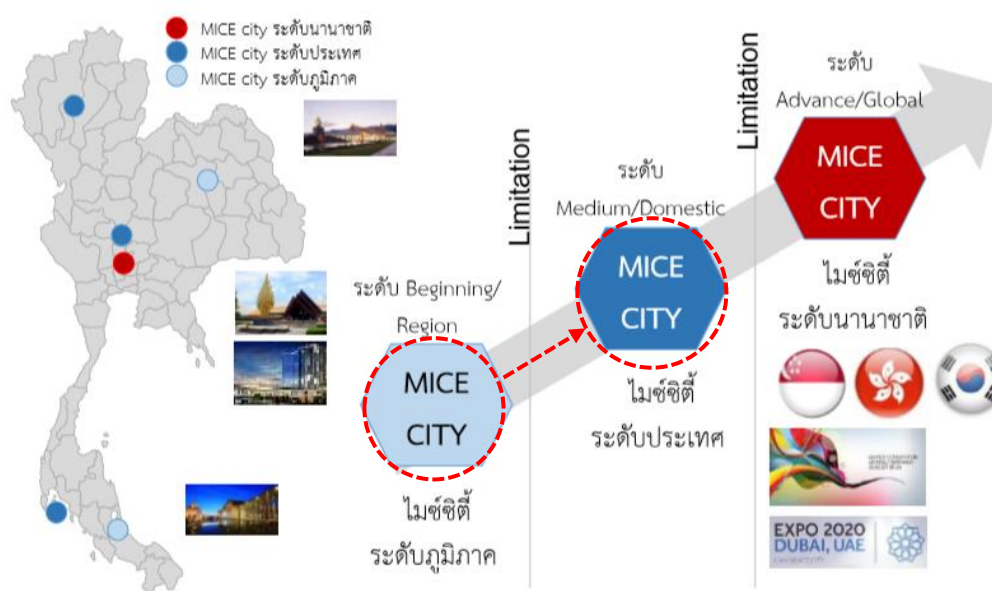 MICE city ระดับนานาชาติ
MICE city ระดับประเทศ
MICE city ระดับภูมิภาค
ระดับ Beginning/
Region
MICE
CITY
ไมซ์ซิตี้
ระดับภูมิภาค
Limitation
ระดับ
Medium/Domestic
MICE
CITY
ไมซ์ซิตี้
ระดับประเทศ
Limitation
ระดับ
Advance/Global
MICE
CITY
ไมซ์ซิตี้
ระดับนานาชาติ
EXPO 2020
DUBAI, UAE